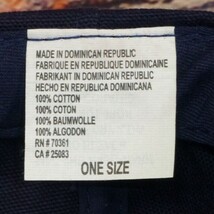 MADE IN DOMINICAN REPUBLIC
FABRIQUE EN REPUBLIQUE DOMINICAINE
FABRIKANT IN DOMINICAN REPUBLIC
HECHO EN REPUBLICA DOMINICANA
100% COTTON
100% COTON
100% BAUMWOLLE
100% ALGODON
RN # 70361
CA # 25083
ONE SIZE